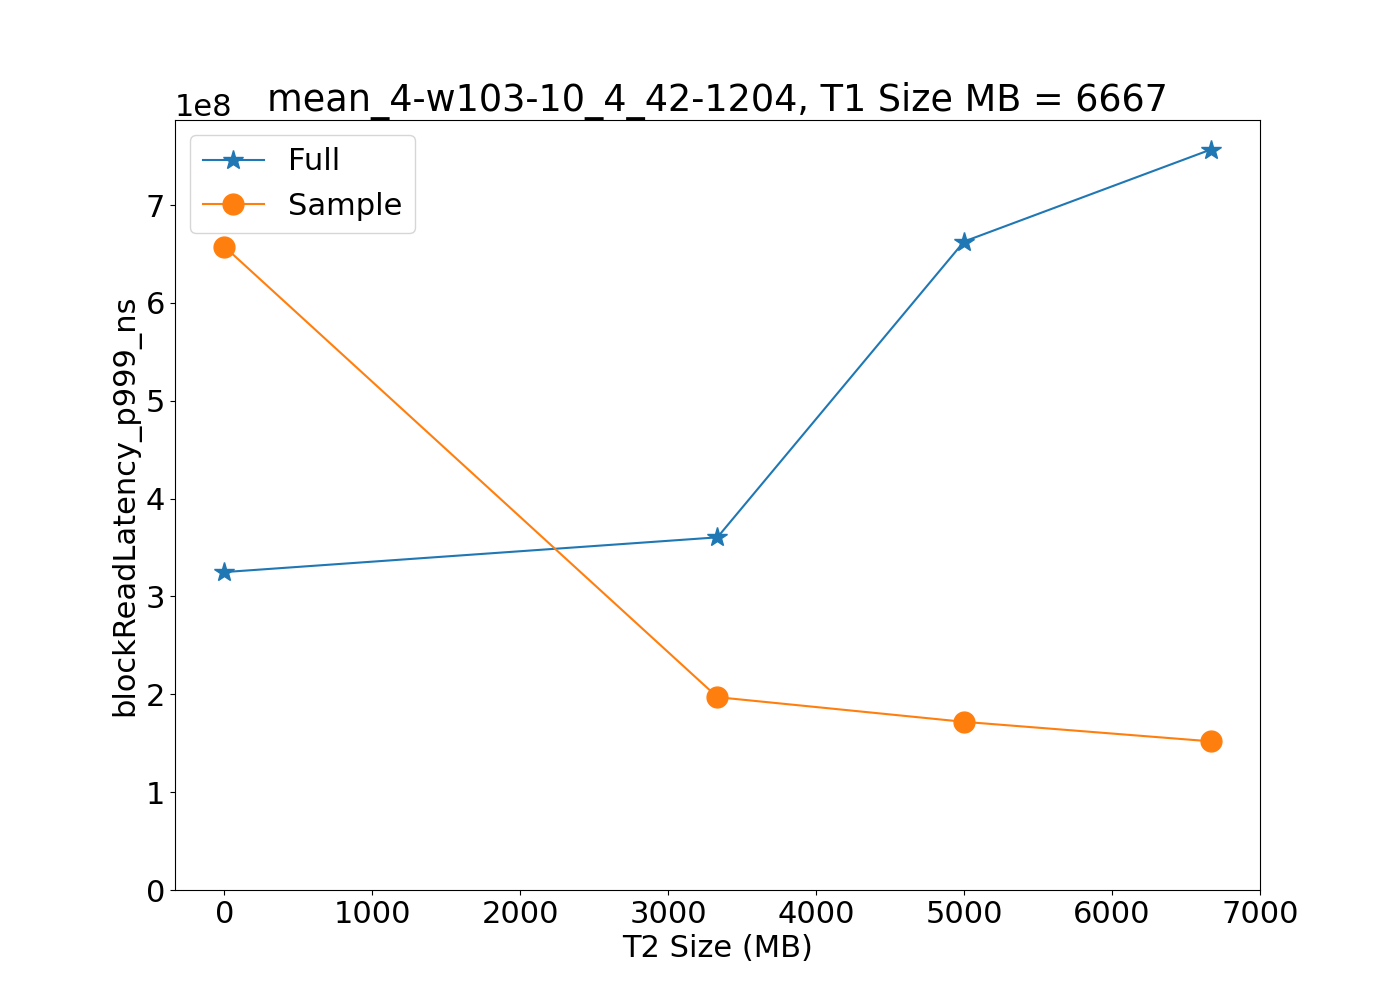 1e8
mean_4-w103-10_4_42-1204, T1 Size MB = 6667
Full
Sample
7
6
5
4
3
2
1
0
blockReadLatency_p999_ns
0 1000 2000 3000 4000 5000 6000 7000
T2 Size (MB)